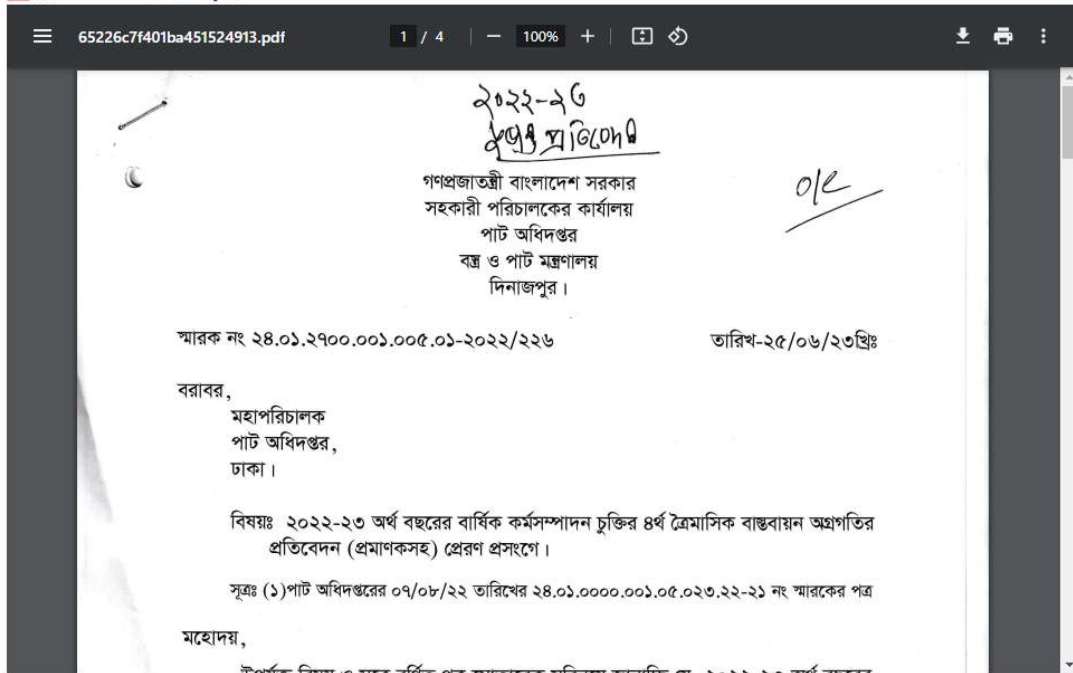 65226c7f401ba451524913.pdf
1 / 4
100%
২০২২-২৩
গণপ্রজাতন্ত্রী বাংলাদেশ সরকার
সহকারী পরিচালকের কার্যালয়
পাট অধিদপ্তর
বস্ত্র ও পাট মন্ত্রণালয়
দিনাজপুর।
স্মারক নং ২৪.০১.২৭০০.০০১.০০৫.০১-২০২২/২২৬ তারিখ-২৫/০৬/২৩খ্রিঃ
বরাবর,
মহাপরিচালক
পাট অধিদপ্তর,
ঢাকা।
বিষয়ঃ ২০২২-২৩ অর্থ বছরের বার্ষিক কর্মসম্পাদন চুক্তির ৪র্থ ত্রৈমাসিক বাস্তবায়ন অগ্রগতির
প্রতিবেদন (প্রমাণকসহ) প্রেরণ প্রসংগে।
সূত্রঃ (১)পাট অধিদপ্তরের ০৭/০৮/২২ তারিখের ২৪.০১.০০০০.০০১.০৫.০২৩.২২-২১ নং স্মারকের পত্র
মহোদয়,